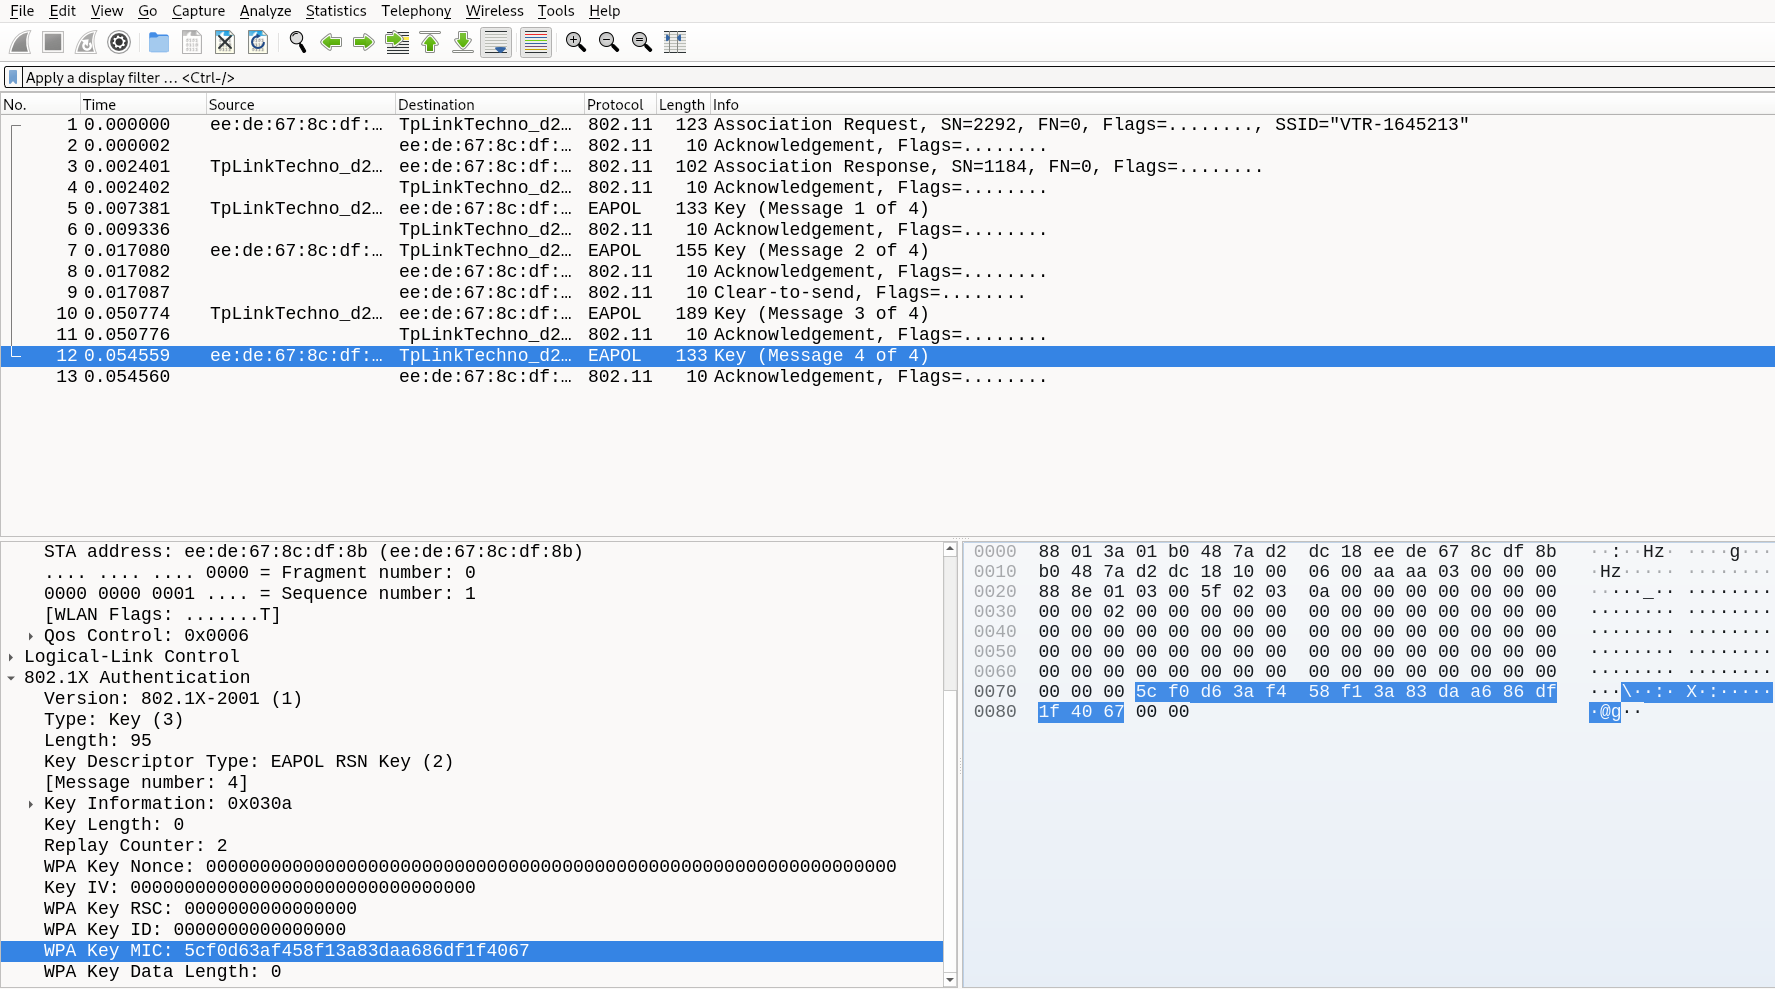 File Edit View Go Capture Analyze Statistics Telephony Wireless Tools Help
Apply a display filter … <Ctrl-/>
No. Time Source Destination Protocol Length Info
1 0.000000 ee:de:67:8c:df:… TpLinkTechno_d2… 802.11 123 Association Request, SN=2292, FN=0, Flags=........, SSID="VTR-1645213"
2 0.000002 ee:de:67:8c:df:… 802.11 10 Acknowledgement, Flags=........
3 0.002401 TpLinkTechno_d2… ee:de:67:8c:df:… 802.11 102 Association Response, SN=1184, FN=0, Flags=........
4 0.002402 TpLinkTechno_d2… 802.11 10 Acknowledgement, Flags=........
5 0.007381 TpLinkTechno_d2… ee:de:67:8c:df:… EAPOL 133 Key (Message 1 of 4)
6 0.009336 TpLinkTechno_d2… 802.11 10 Acknowledgement, Flags=........
7 0.017080 ee:de:67:8c:df:… TpLinkTechno_d2… EAPOL 155 Key (Message 2 of 4)
8 0.017082 ee:de:67:8c:df:… 802.11 10 Acknowledgement, Flags=........
9 0.017087 ee:de:67:8c:df:… 802.11 10 Clear-to-send, Flags=........
10 0.050774 TpLinkTechno_d2… ee:de:67:8c:df:… EAPOL 189 Key (Message 3 of 4)
11 0.050776 TpLinkTechno_d2… 802.11 10 Acknowledgement, Flags=........
12 0.054559 ee:de:67:8c:df:… TpLinkTechno_d2… EAPOL 133 Key (Message 4 of 4)
13 0.054560 ee:de:67:8c:df:… 802.11 10 Acknowledgement, Flags=........
STA address: ee:de:67:8c:df:8b (ee:de:67:8c:df:8b)
.... .... .... 0000 = Fragment number: 0
0000 0000 0001 .... = Sequence number: 1
[WLAN Flags: .......T]
Qos Control: 0x0006
Logical-Link Control
802.1X Authentication
Version: 802.1X-2001 (1)
Type: Key (3)
Length: 95
Key Descriptor Type: EAPOL RSN Key (2)
[Message number: 4]
Key Information: 0x030a
Key Length: 0
Replay Counter: 2
WPA Key Nonce: 0000000000000000000000000000000000000000000000000000000000000000
Key IV: 00000000000000000000000000000000
WPA Key RSC: 0000000000000000
WPA Key ID: 0000000000000000
WPA Key MIC: 5cf0d63af458f13a83daa686df1f4067
WPA Key Data Length: 0
0000 88 01 3a 01 b0 48 7a d2 dc 18 ee de 67 8c df 8b ··:··Hz· ····g···
0010 b0 48 7a d2 dc 18 10 00 06 00 aa aa 03 00 00 00 ·Hz····· ········
0020 88 8e 01 03 00 5f 02 03 0a 00 00 00 00 00 00 00 ·····_·· ········
0030 00 00 02 00 00 00 00 00 00 00 00 00 00 00 00 00 ········ ········
0040 00 00 00 00 00 00 00 00 00 00 00 00 00 00 00 00 ········ ········
0050 00 00 00 00 00 00 00 00 00 00 00 00 00 00 00 00 ········ ········
0060 00 00 00 00 00 00 00 00 00 00 00 00 00 00 00 00 ········ ········
0070 00 00 00 5c f0 d6 3a f4 58 f1 3a 83 da a6 86 df ···\··:· X·:·····
0080 1f 40 67 00 00 ·@g··